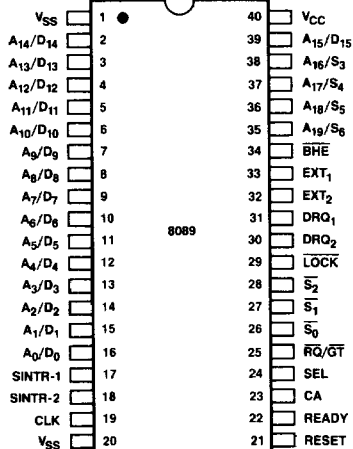 VSS 1 40 VCC
A14/D14 2 39 A15/D15
A13/D13 3 38 A16/S3
A12/D12 4 37 A17/S4
A11/D11 5 36 A18/S5
A10/D10 6 35 A19/S6
A9/D9 7 34 BHE
A8/D8 8 33 EXT1
A7/D7 9 32 EXT2
A6/D6 10 31 DRQ1
8089
A5/D5 11 30 DRQ2
A4/D4 12 29 LOCK
A3/D3 13 28 S2
A2/D2 14 27 S1
A1/D1 15 26 S0
A0/D0 16 25 RQ/GT
SINTR-1 17 24 SEL
SINTR-2 18 23 CA
CLK 19 22 READY
VSS 20 21 RESET